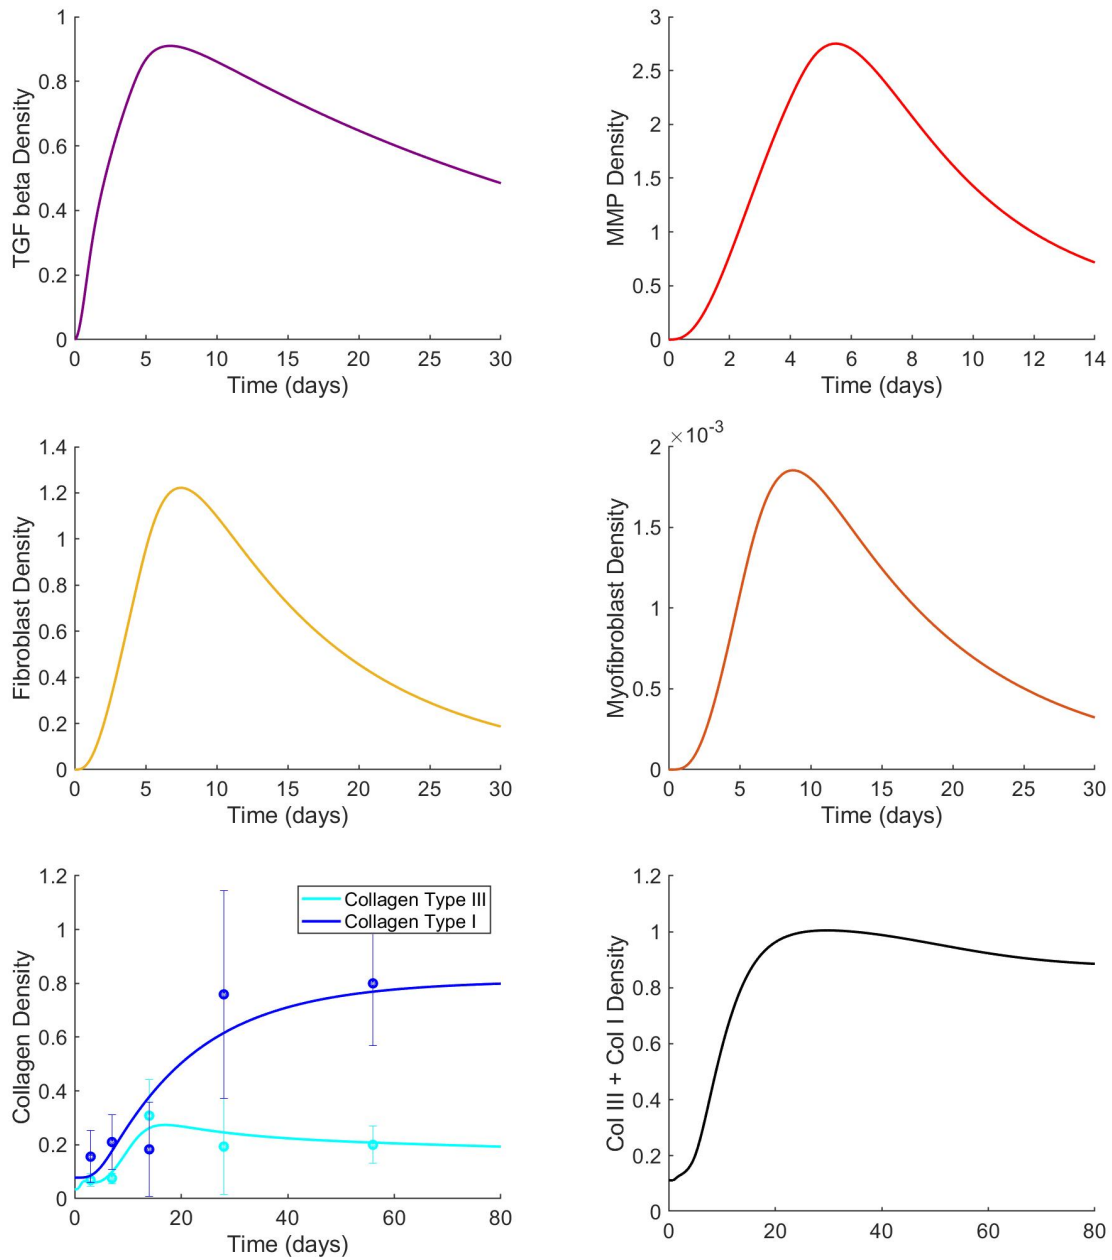 TGF beta Density
1
0.8
0.6
0.4
0.2
0
0 5 10 15 20 25 30
Time (days)
MMP Density
3
2.5
2
1.5
1
0.5
0
0 2 4 6 8 10 12 14
Time (days)
Fibroblast Density
1.4
1.2
1
0.8
0.6
0.4
0.2
0
0 5 10 15 20 25 30
Time (days)
Myofibroblast Density
×10⁻³
2
1.5
1
0.5
0
0 5 10 15 20 25 30
Time (days)
Collagen Density
1.2
1
0.8
0.6
0.4
0.2
0
Collagen Type III
Collagen Type I
0 20 40 60 80
Time (days)
Col III + Col I Density
1.2
1
0.8
0.6
0.4
0.2
0
0 20 40 60 80